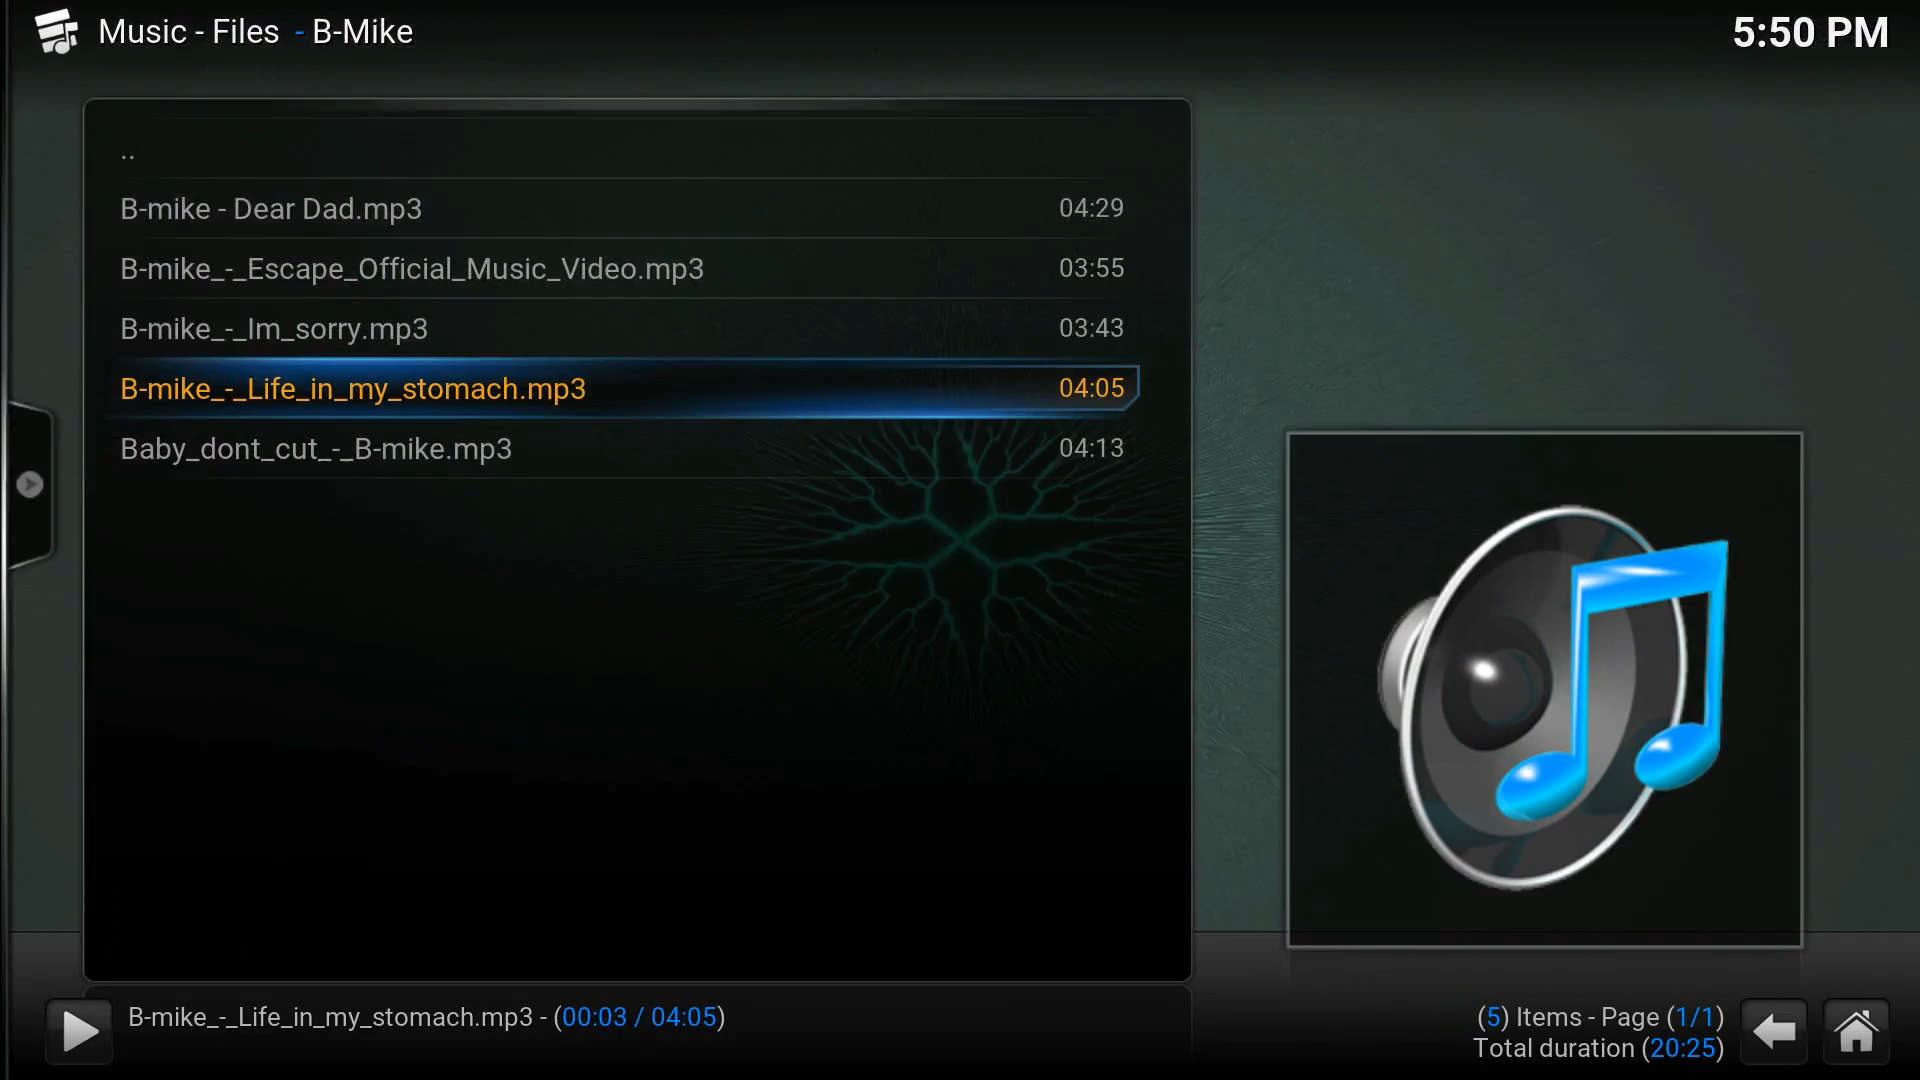 Music - Files - B-Mike
5:50 PM
..
B-mike - Dear Dad.mp3 04:29
B-mike_-_Escape_Official_Music_Video.mp3 03:55
B-mike_-_Im_sorry.mp3 03:43
B-mike_-_Life_in_my_stomach.mp3 04:05
Baby_dont_cut_-_B-mike.mp3 04:13
B-mike_-_Life_in_my_stomach.mp3 - (00:03 / 04:05)
(5) Items - Page (1/1)
Total duration (20:25)